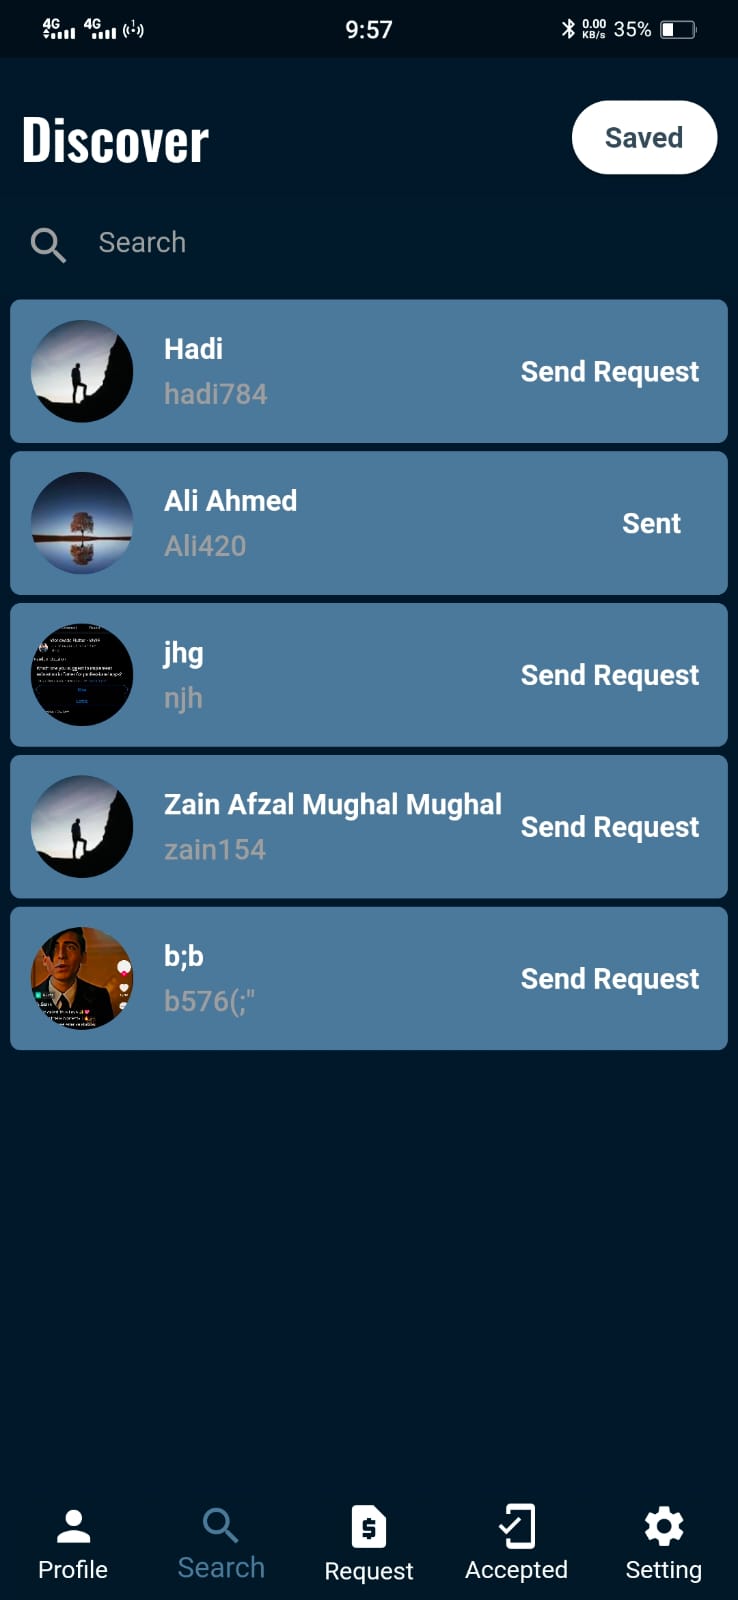 4G 4G 9:57 0.00 KB/s 35%
Discover
Saved
Search
Hadi
hadi784
Send Request
Ali Ahmed
Ali420
Sent
jhg
njh
Send Request
Zain Afzal Mughal Mughal
zain154
Send Request
b;b
b576(;"
Send Request
Profile
Search
Request
Accepted
Setting